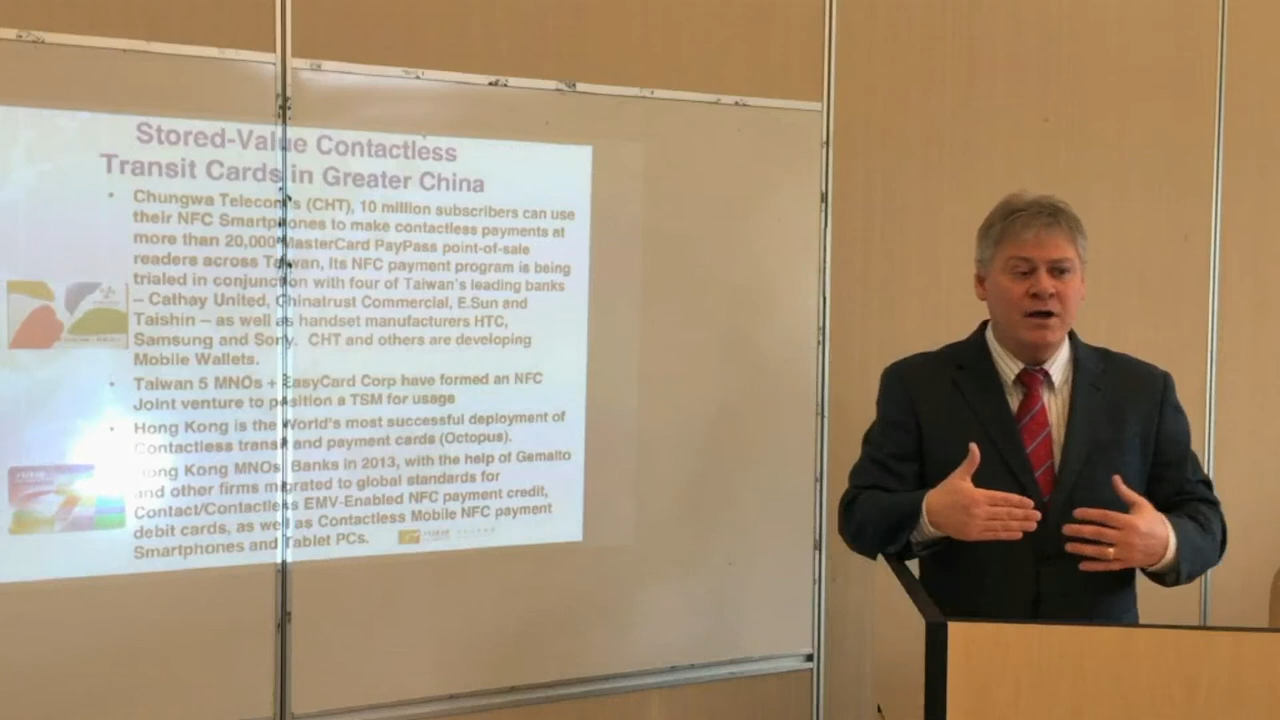 Stored-Value Contactless
Transit Cards in Greater China
• Chungwa Telecom's (CHT), 10 million subscribers can use
their NFC Smartphones to make contactless payments at
more than 20,000 MasterCard PayPass point-of-sale
readers across Taiwan, Its NFC payment program is being
trialed in conjunction with four of Taiwan's leading banks
– Cathay United, Chinatrust Commercial, E.Sun and
Taishin – as well as handset manufacturers HTC,
Samsung and Sony. CHT and others are developing
Mobile Wallets.
• Taiwan 5 MNOs + EasyCard Corp have formed an NFC
Joint venture to position a TSM for usage
• Hong Kong is the World's most successful deployment of
Contactless transit and payment cards (Octopus).
Hong Kong MNOs, Banks in 2013, with the help of Gemalto
and other firms migrated to global standards for
Contact/Contactless EMV-Enabled NFC payment credit,
debit cards, as well as Contactless Mobile NFC payment
Smartphones and Tablet PCs.